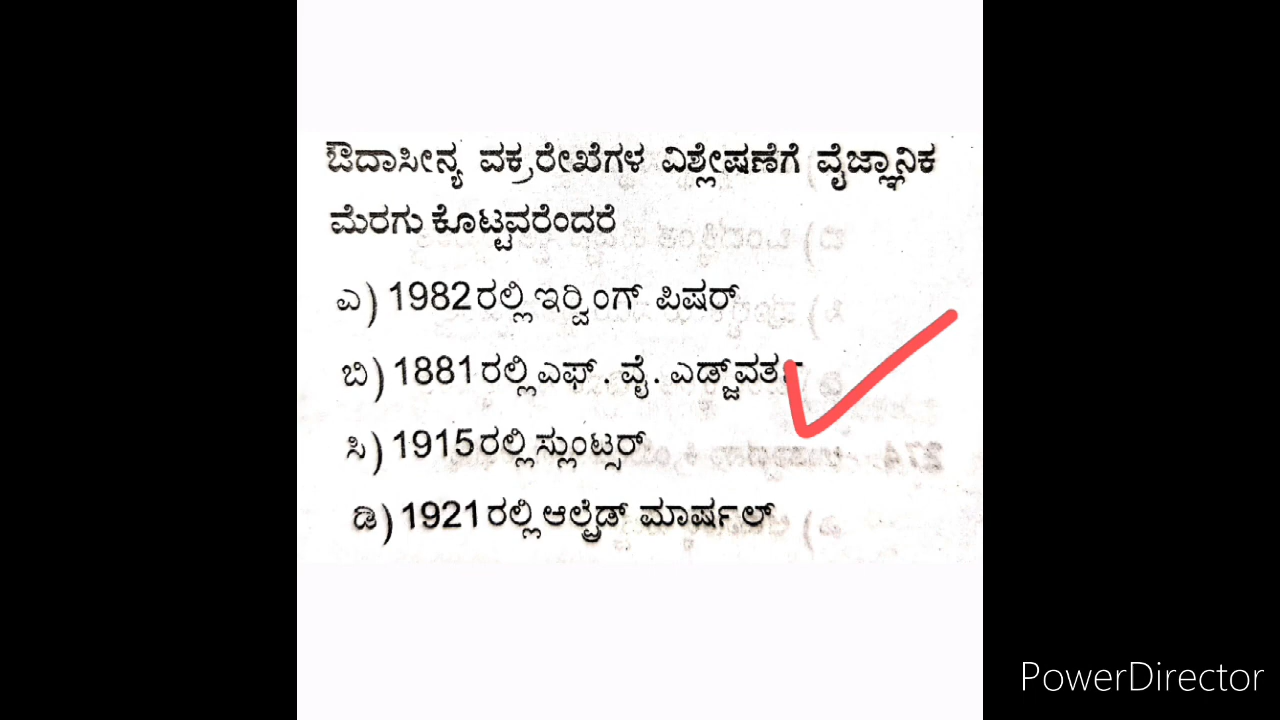 ಔದಾಸೀನ್ಯ ವಕ್ರರೇಖೆಗಳ ವಿಶ್ಲೇಷಣೆಗೆ ವೈಜ್ಞಾನಿಕ
ಮೆರಗು ಕೊಟ್ಟವರೆಂದರೆ
ಎ) 1982ರಲ್ಲಿ ಇರ್‍ವಿಂಗ್ ಪಿಷರ್
ಬಿ) 1881ರಲ್ಲಿ ಎಫ್. ವೈ. ಎಡ್ಜ್‌ವರ್ತ
ಸಿ) 1915ರಲ್ಲಿ ಸ್ಲುಂಟ್ಸರ್
ಡಿ) 1921ರಲ್ಲಿ ಆಲ್ಫ್ರೆಡ್ ಮಾರ್ಷಲ್
PowerDirector